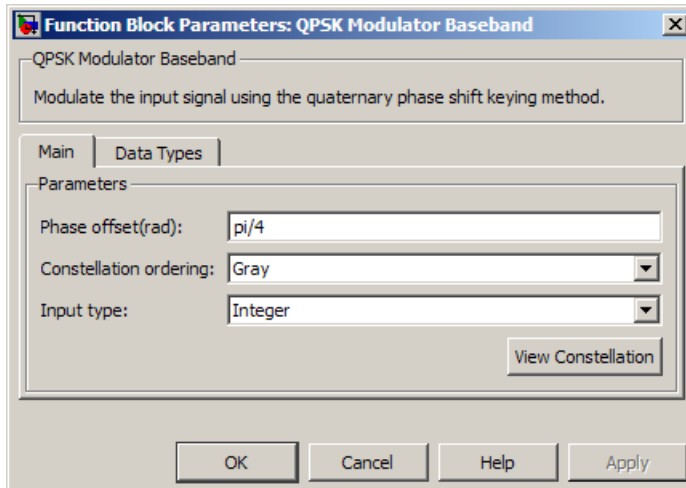 Function Block Parameters: QPSK Modulator Baseband
QPSK Modulator Baseband
Modulate the input signal using the quaternary phase shift keying method.
Main Data Types
Parameters
Phase offset(rad): pi/4
Constellation ordering: Gray
Input type: Integer
View Constellation
OK Cancel Help Apply